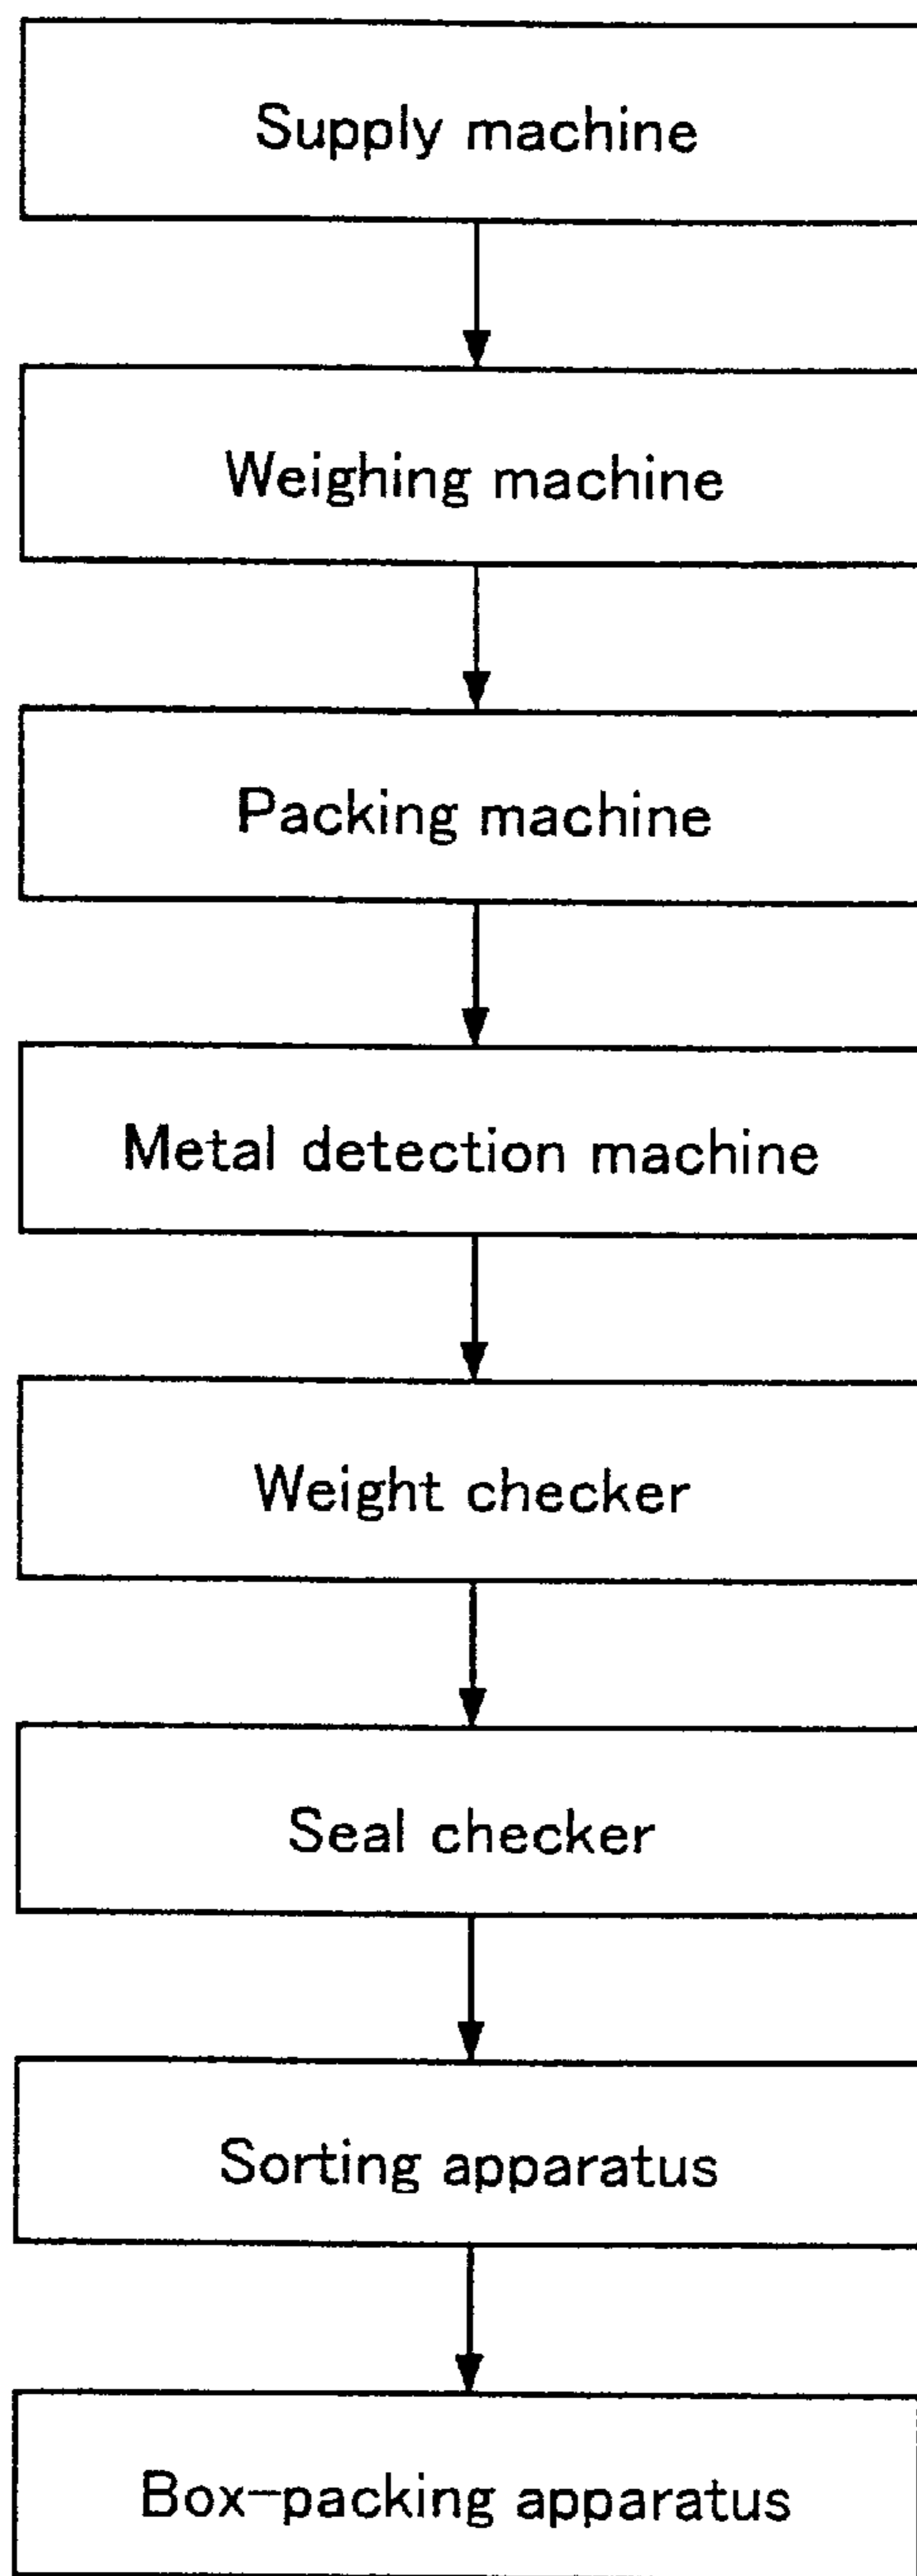 Supply machine
Weighing machine
Packing machine
Metal detection machine
Weight checker
Seal checker
Sorting apparatus
Box-packing apparatus